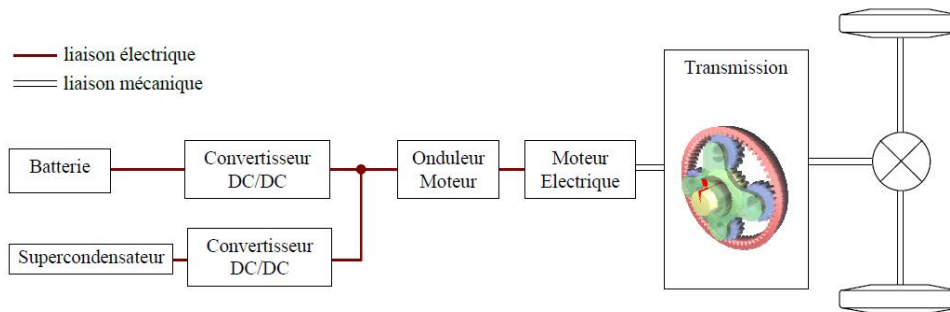 liaison électrique
liaison mécanique
Transmission
Batterie
Convertisseur
DC/DC
Onduleur
Moteur
Moteur
Electrique
Supercondensateur
Convertisseur
DC/DC